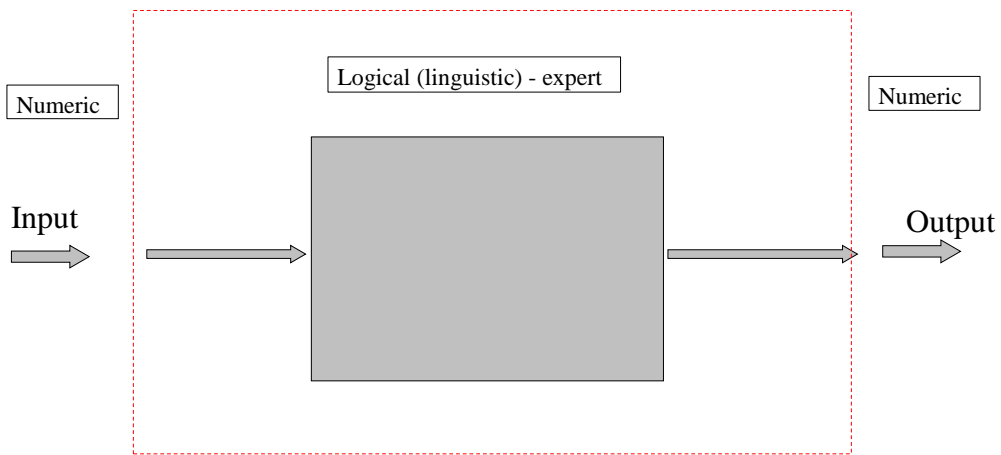 Logical (linguistic) - expert
Numeric
Numeric
Input
Output